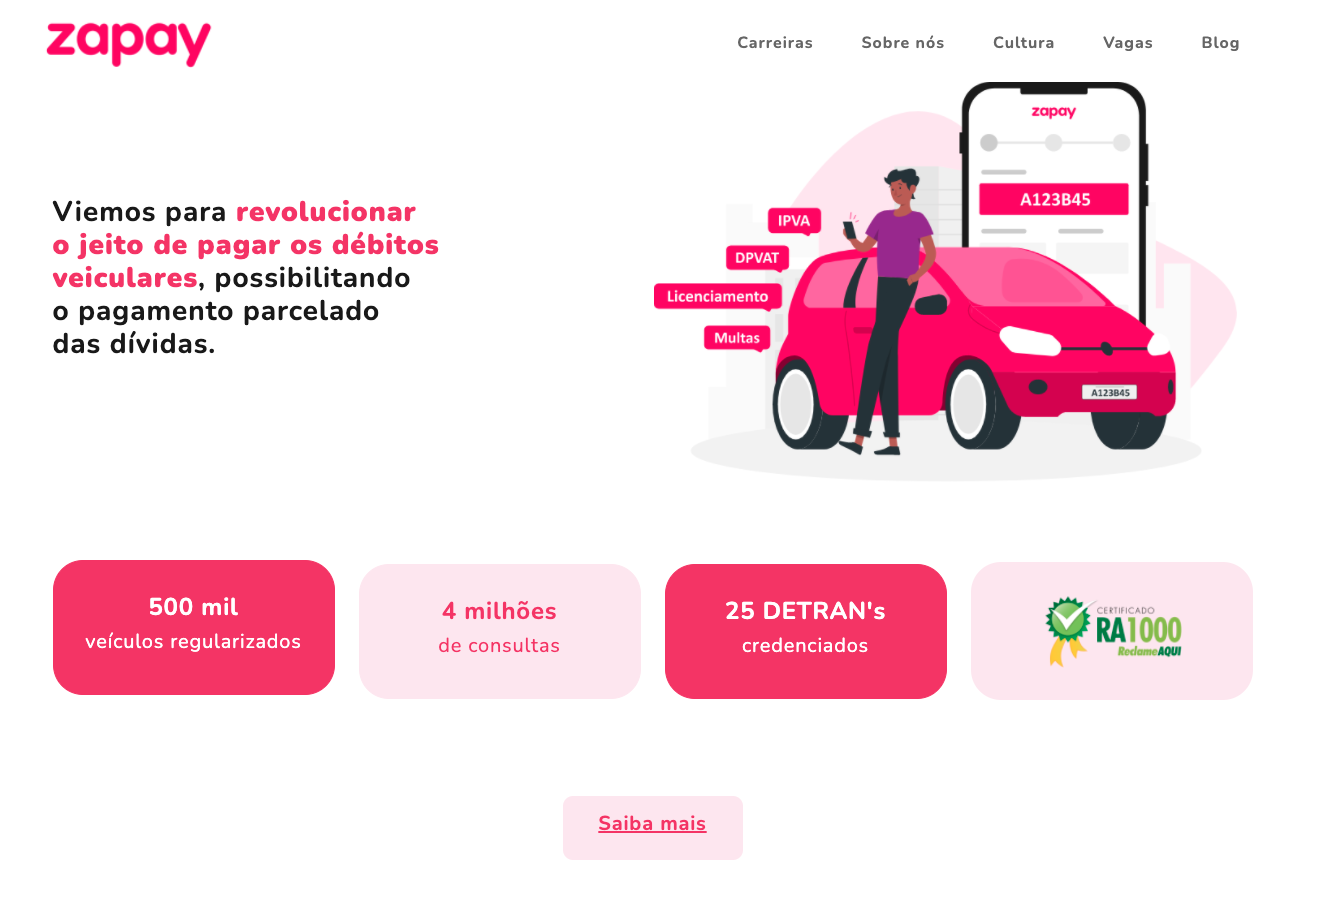 zapay
Carreiras Sobre nós Cultura Vagas Blog
Viemos para revolucionar
o jeito de pagar os débitos
veiculares, possibilitando
o pagamento parcelado
das dívidas.
zapay
A123B45
IPVA
DPVAT
Licenciamento
Multas
A123B45
500 mil
veículos regularizados
4 milhões
de consultas
25 DETRAN's
credenciados
CERTIFICADO
RA1000
ReclameAQUI
Saiba mais